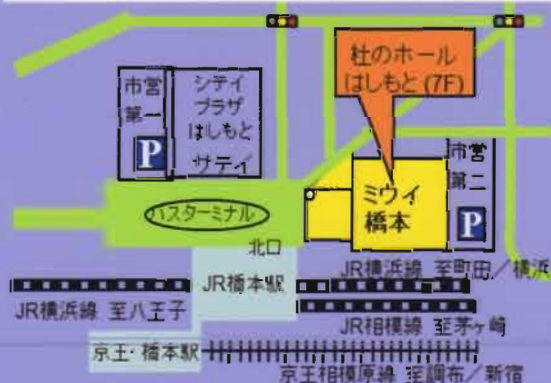 杜のホール
はしもと (7F)
市営
第一
P
シティ
プラザ
はしもと
サティ
ミウイ
橋本
市営
第二
P
バスターミナル
北口
JR橋本駅
JR横浜線 至町田／横浜
JR横浜線 至八王子
JR相模線 至茅ヶ崎
京王・橋本駅
京王相模原線 至調布／新宿